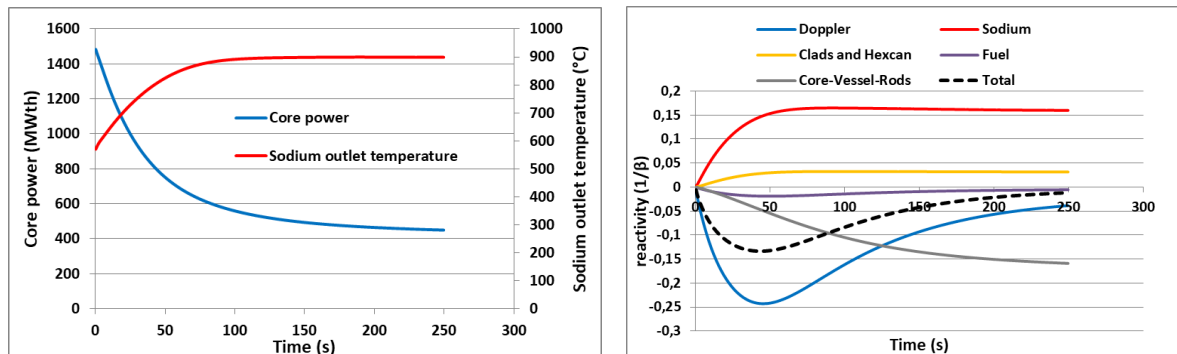 Core power (MWth)
1600
1400
1200
1000
800
600
400
200
0
0 50 100 150 200 250 300
Time (s)
1000
900
800
700
600
500
400
300
200
100
0
Sodium outlet temperature (°C)
Core power
Sodium outlet temperature
Doppler Sodium
Clads and Hexcan Fuel
Core-Vessel-Rods Total
reactivity (1/β)
0,2
0,15
0,1
0,05
0
-0,05
-0,1
-0,15
-0,2
-0,25
-0,3
0 50 100 150 200 250 300
Time (s)